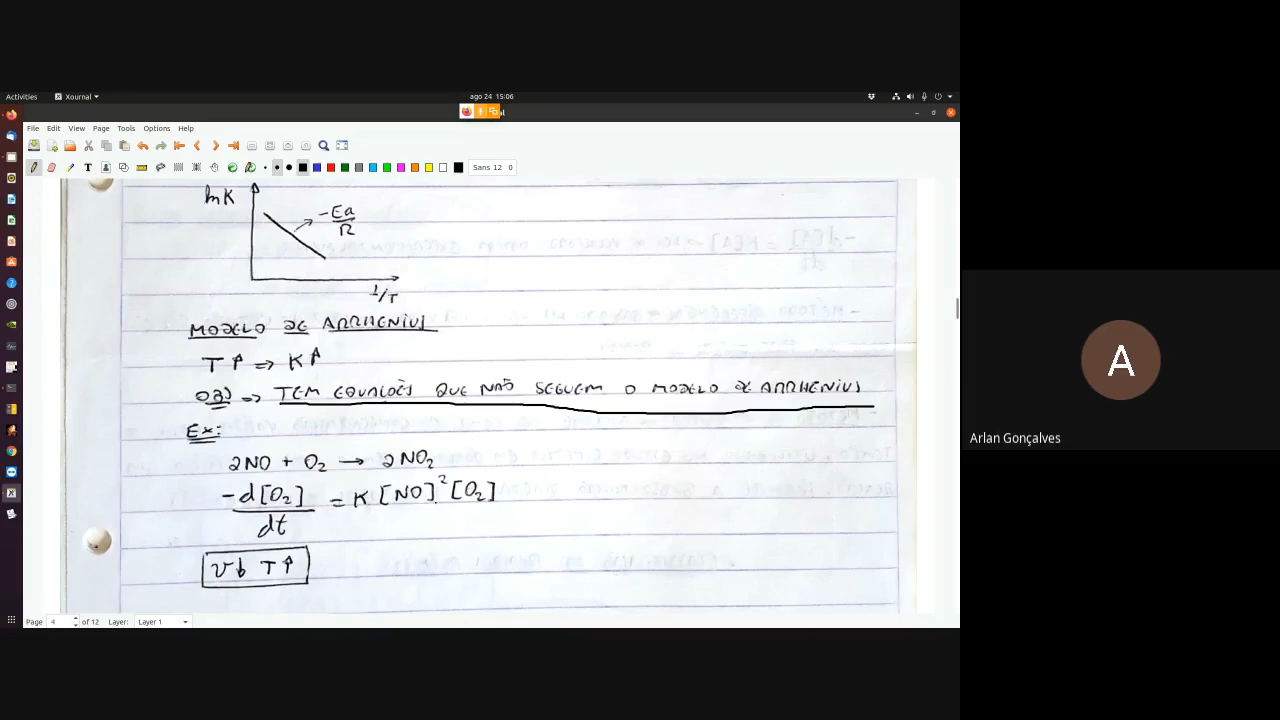 Activities Xournal ago 24 15:06
File Edit View Page Tools Options Help
T Sans 12 0
lnK
-Ea
R
1/T
MODELO DE ARRHENIUS
T↑ => K↑
OBS => TEM EQUAÇÕES QUE NÃO SEGUEM O MODELO DE ARRHENIUS
Ex:
2NO + O₂ → 2NO₂
-d[O₂] = K [NO]² [O₂]
dt
v↓ T↑
Page 4 of 12 Layer: Layer 1
A
Arlan Gonçalves